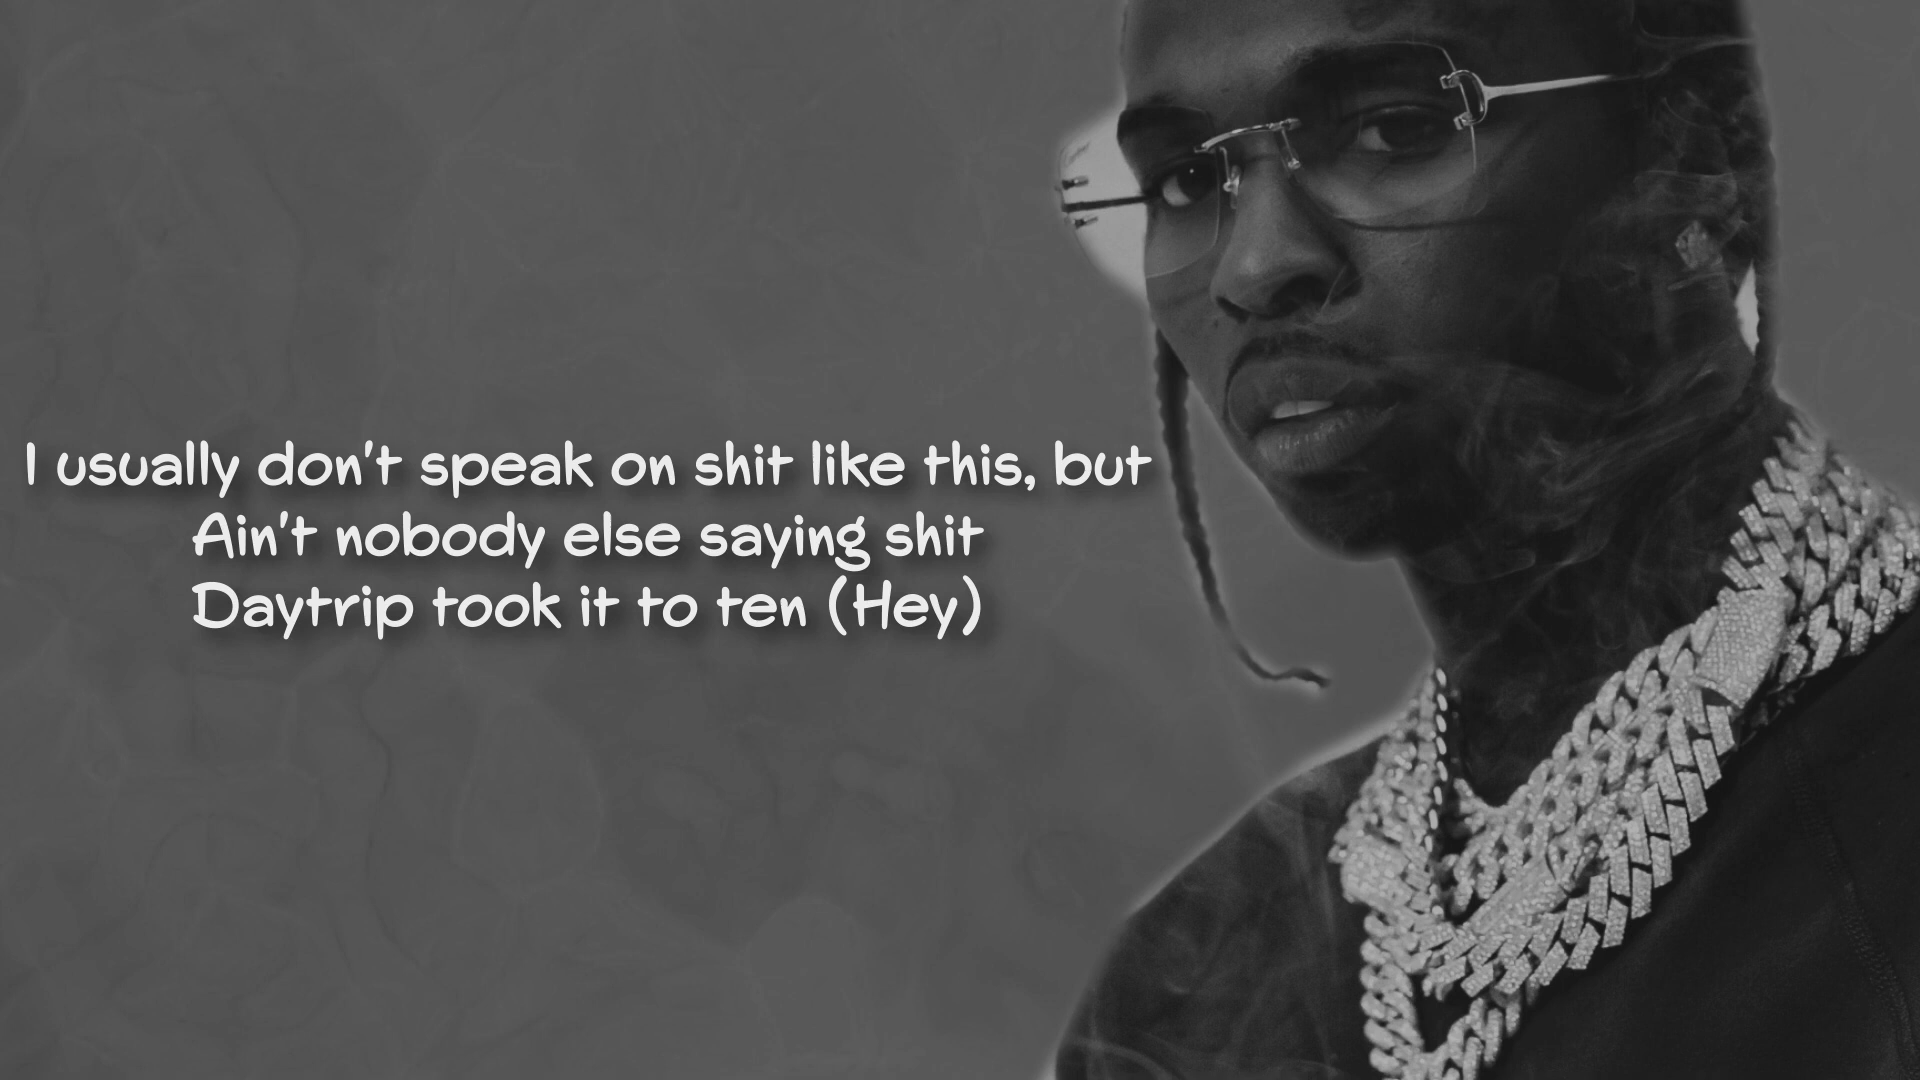 I usually don't speak on shit like this, but
Ain't nobody else saying shit
Daytrip took it to ten (Hey)